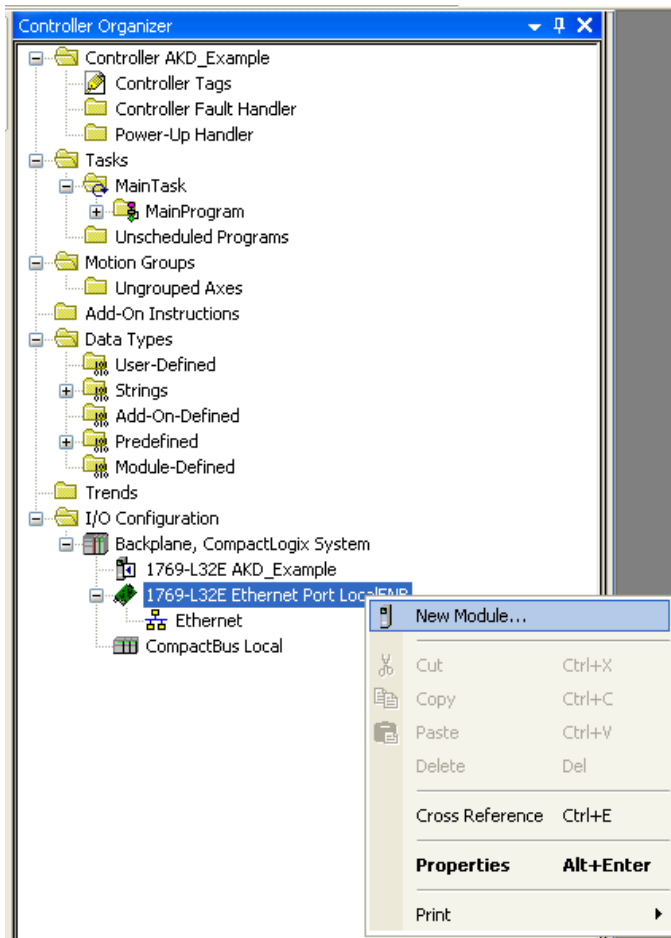 Controller Organizer
Controller AKD_Example
Controller Tags
Controller Fault Handler
Power-Up Handler
Tasks
MainTask
MainProgram
Unscheduled Programs
Motion Groups
Ungrouped Axes
Add-On Instructions
Data Types
User-Defined
Strings
Add-On-Defined
Predefined
Module-Defined
Trends
I/O Configuration
Backplane, CompactLogix System
1769-L32E AKD_Example
1769-L32E Ethernet Port LocalENB
Ethernet
CompactBus Local
New Module...
Cut Ctrl+X
Copy Ctrl+C
Paste Ctrl+V
Delete Del
Cross Reference Ctrl+E
Properties Alt+Enter
Print